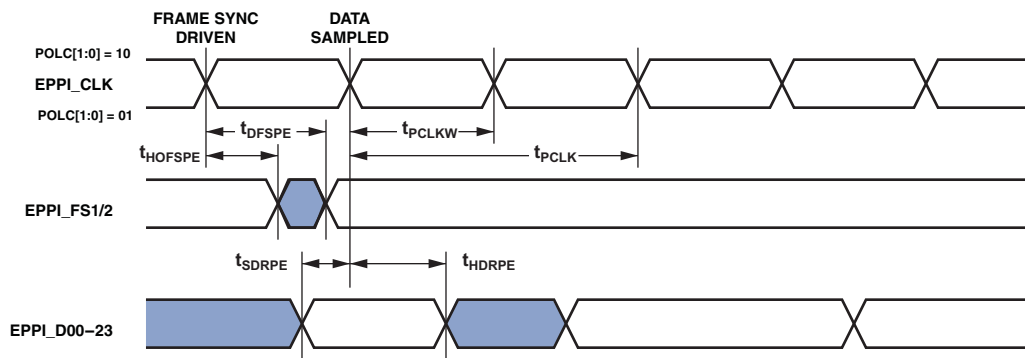 FRAME SYNC
DRIVEN
DATA
SAMPLED
POLC[1:0] = 10
EPPI_CLK
POLC[1:0] = 01
tDFSPE
tPCLKW
tHOFSPE
tPCLK
EPPI_FS1/2
tSDRPE
tHDRPE
EPPI_D00–23